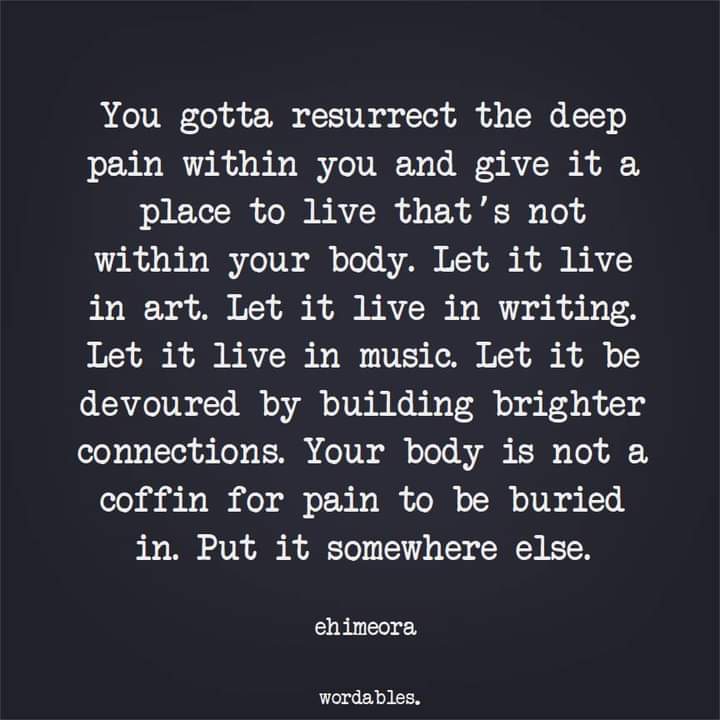 You gotta resurrect the deep
pain within you and give it a
place to live that's not
within your body. Let it live
in art. Let it live in writing.
Let it live in music. Let it be
devoured by building brighter
connections. Your body is not a
coffin for pain to be buried
in. Put it somewhere else.
ehimeora
wordables.